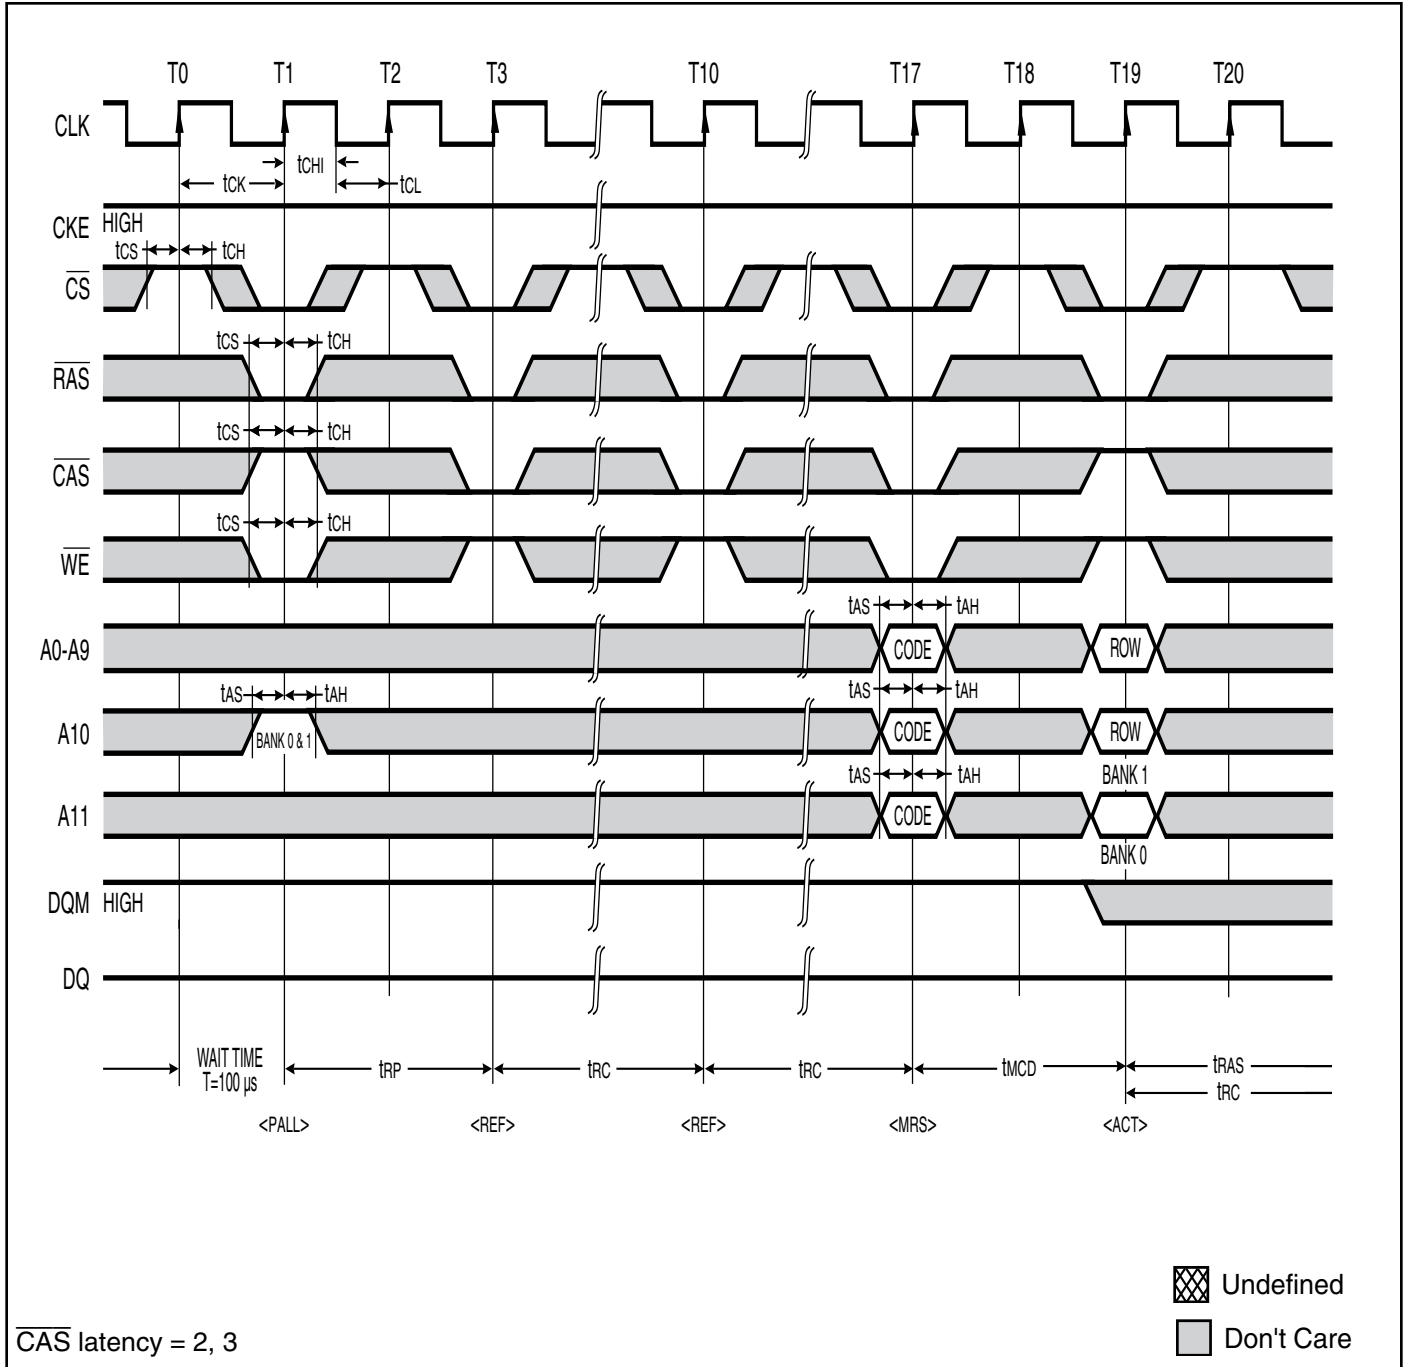 T0 T1 T2 T3 T10 T17 T18 T19 T20
CLK
tCHI
tCK tCL
CKE HIGH
tCS tCH
CS
tCS tCH
RAS
tCS tCH
CAS
tCS tCH
WE
tAS tAH
A0-A9 CODE ROW
tAS tAH tAS tAH
A10 BANK 0 & 1 CODE ROW
tAS tAH BANK 1
A11 CODE
BANK 0
DQM HIGH
DQ
WAIT TIME
T=100 µs
tRP tRC tRC tMCD tRAS
tRC
<PALL> <REF> <REF> <MRS> <ACT>
Undefined
CAS latency = 2, 3
Don't Care